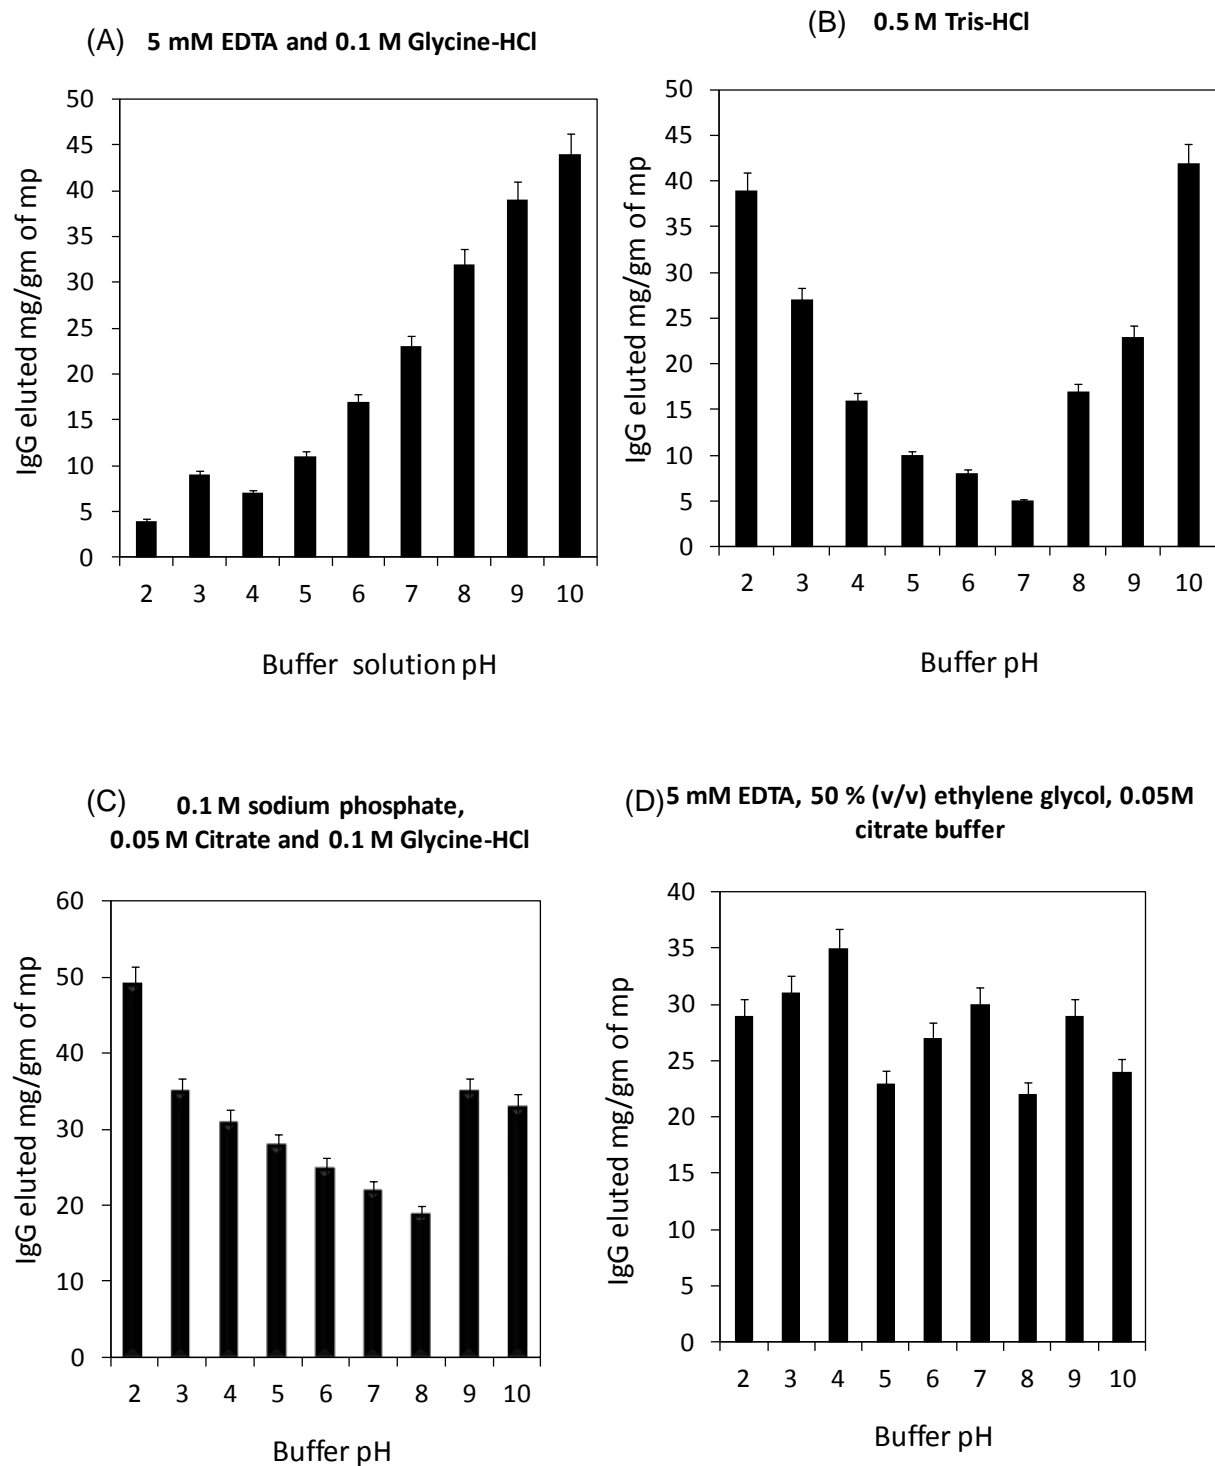 (A) 5 mM EDTA and 0.1 M Glycine-HCl
50
45
40
35
30
25
20
15
10
5
0
IgG eluted mg/gm of mp
2 3 4 5 6 7 8 9 10
Buffer solution pH
(B) 0.5 M Tris-HCl
50
45
40
35
30
25
20
15
10
5
0
IgG eluted mg/gm of mp
2 3 4 5 6 7 8 9 10
Buffer pH
(C) 0.1 M sodium phosphate,
0.05 M Citrate and 0.1 M Glycine-HCl
60
50
40
30
20
10
0
IgG eluted mg/gm of mp
2 3 4 5 6 7 8 9 10
Buffer pH
(D) 5 mM EDTA, 50 % (v/v) ethylene glycol, 0.05M
citrate buffer
40
35
30
25
20
15
10
5
0
IgG eluted mg/gm of mp
2 3 4 5 6 7 8 9 10
Buffer pH